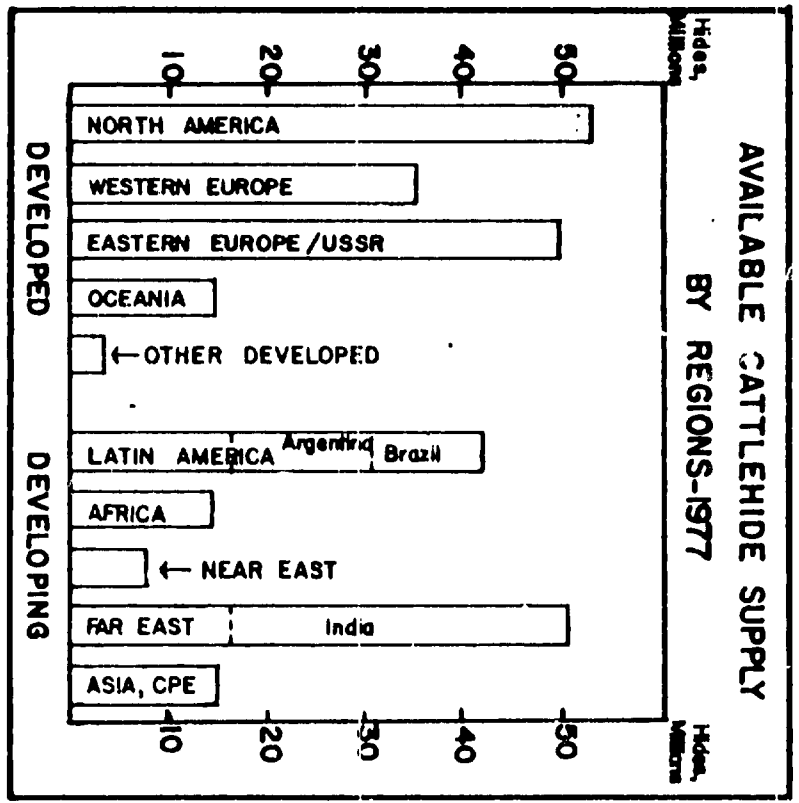 AVAILABLE CATTLEHIDE SUPPLY
BY REGIONS-1977
Hides,
Millions
10
20
30
40
50
DEVELOPED
NORTH AMERICA
WESTERN EUROPE
EASTERN EUROPE/USSR
OCEANIA
←OTHER DEVELOPED
DEVELOPING
LATIN AMERICA Argentina Brazil
AFRICA
← NEAR EAST
FAR EAST India
ASIA, CPE
10
20
30
40
50
Hides,
Millions